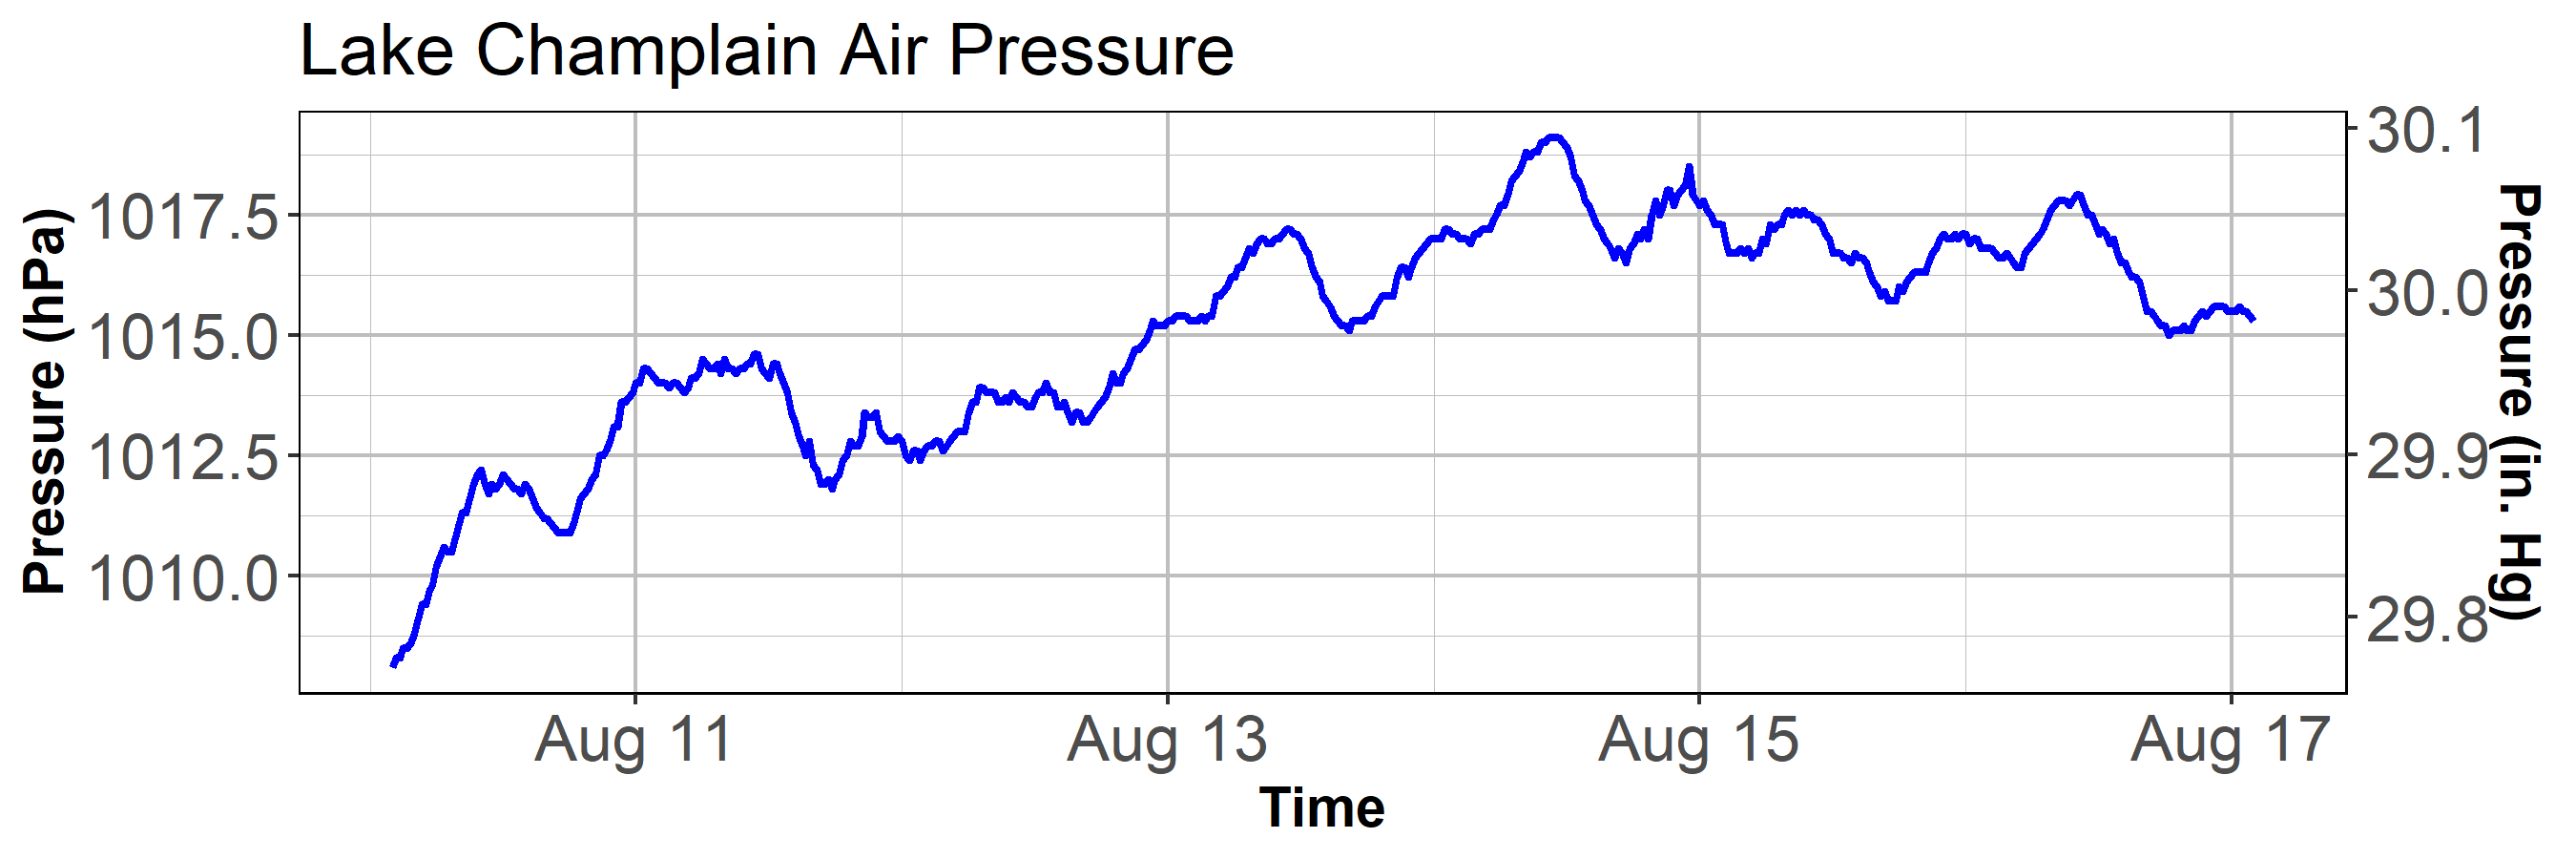 Lake Champlain Air Pressure
Pressure (hPa)
1017.5
1015.0
1012.5
1010.0
30.1
30.0
29.9
29.8
Pressure (in. Hg)
Aug 11
Aug 13
Aug 15
Aug 17
Time